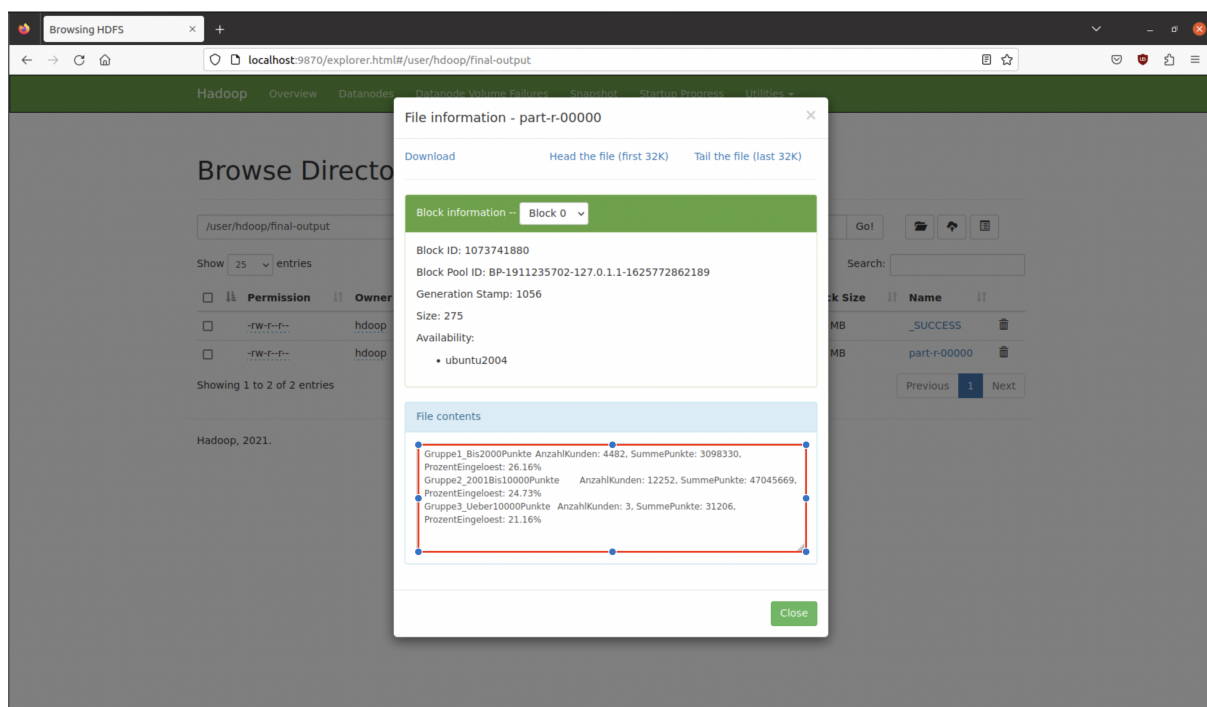 Browsing HDFS
localhost:9870/explorer.html#/user/hdoop/final-output
Hadoop Overview Datanodes Datanode Volume Failures Snapshot Startup Progress Utilities
File information - part-r-00000
Download Head the file (first 32K) Tail the file (last 32K)
Browse Directo
Block information -- Block 0
/user/hdoop/final-output Go!
Block ID: 1073741880
Show 25 entries Search:
Block Pool ID: BP-1911235702-127.0.1.1-1625772862189
Generation Stamp: 1056
Permission Owner ck Size Name
Size: 275
-rw-r--r-- hdoop MB _SUCCESS
Availability:
-rw-r--r-- hdoop MB part-r-00000
• ubuntu2004
Showing 1 to 2 of 2 entries Previous 1 Next
File contents
Hadoop, 2021.
Gruppe1_Bis2000Punkte AnzahlKunden: 4482, SummePunkte: 3098330,
ProzentEingeloest: 26.16%
Gruppe2_2001Bis10000Punkte AnzahlKunden: 12252, SummePunkte: 47045669,
ProzentEingeloest: 24.73%
Gruppe3_Ueber10000Punkte AnzahlKunden: 3, SummePunkte: 31206,
ProzentEingeloest: 21.16%
Close